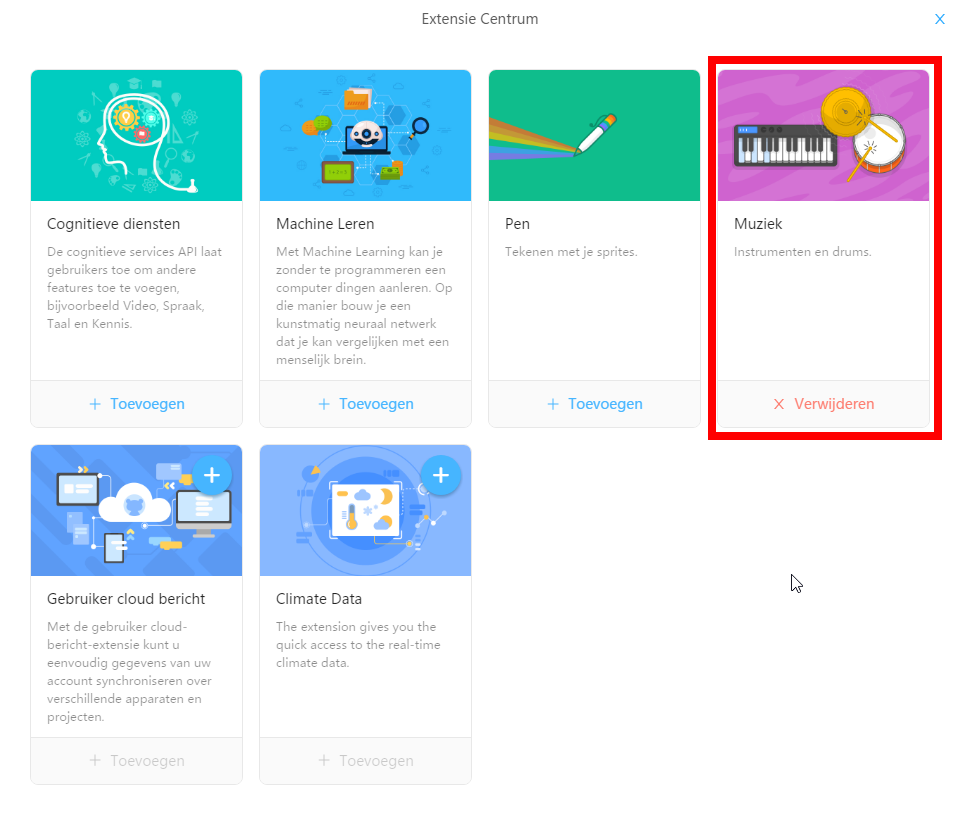 Extensie Centrum
Cognitieve diensten
De cognitieve services API laat
gebruikers toe om andere
features toe te voegen,
bijvoorbeeld Video, Spraak,
Taal en Kennis.
Toevoegen
Machine Leren
Met Machine Learning kan je
zonder te programmeren een
computer dingen aanleren. Op
die manier bouw je een
kunstmatig neuraal netwerk
dat je kan vergelijken met een
menselijk brein.
Toevoegen
Pen
Tekenen met je sprites.
Toevoegen
Muziek
Instrumenten en drums.
Verwijderen
Gebruiker cloud bericht
Met de gebruiker cloud-
bericht-extensie kunt u
eenvoudig gegevens van uw
account synchroniseren over
verschillende apparaten en
projecten.
Toevoegen
Climate Data
The extension gives you the
quick access to the real-time
climate data.
Toevoegen